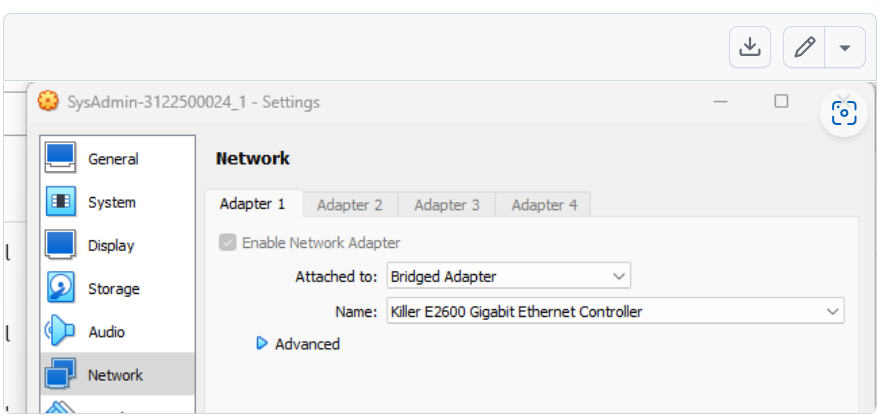 SysAdmin-3122500024_1 - Settings
General
System
Display
Storage
Audio
Network
Network
Adapter 1
Adapter 2
Adapter 3
Adapter 4
Enable Network Adapter
Attached to: Bridged Adapter
Name: Killer E2600 Gigabit Ethernet Controller
Advanced